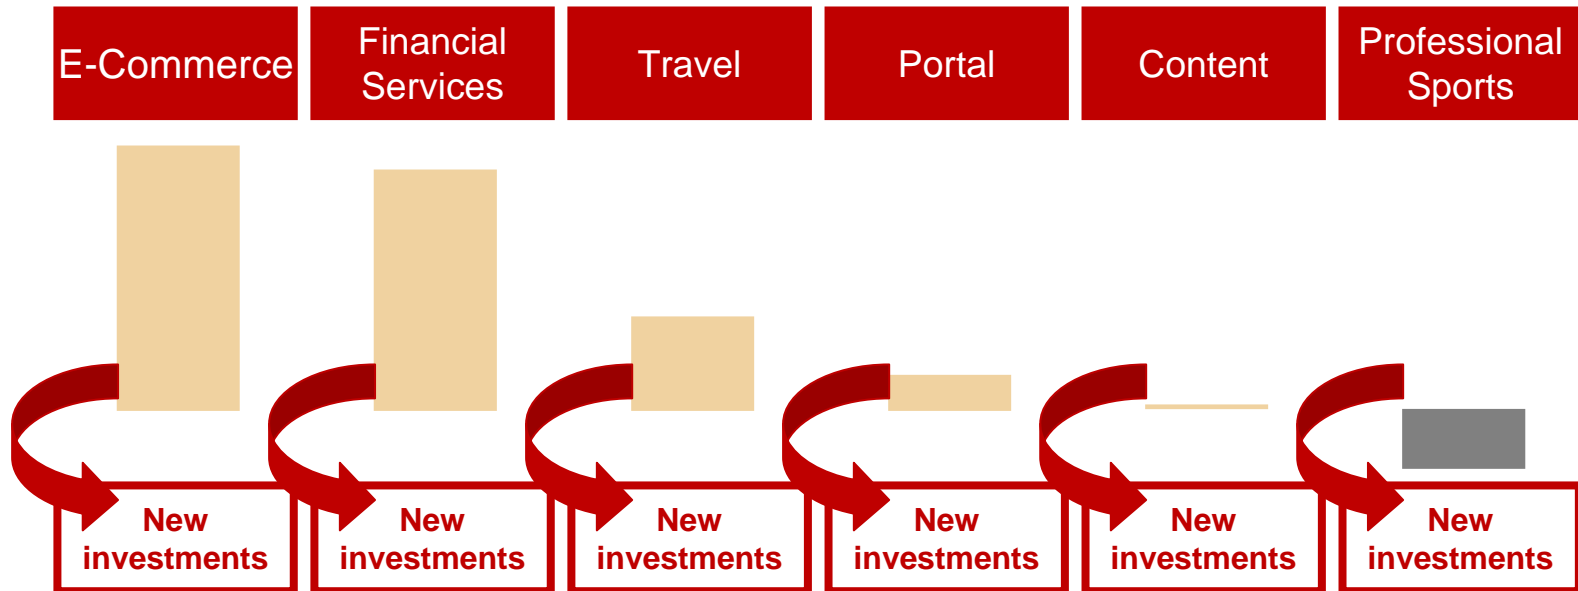 E-Commerce
Financial
Services
Travel
Portal
Content
Professional
Sports
New
investments
New
investments
New
investments
New
investments
New
investments
New
investments